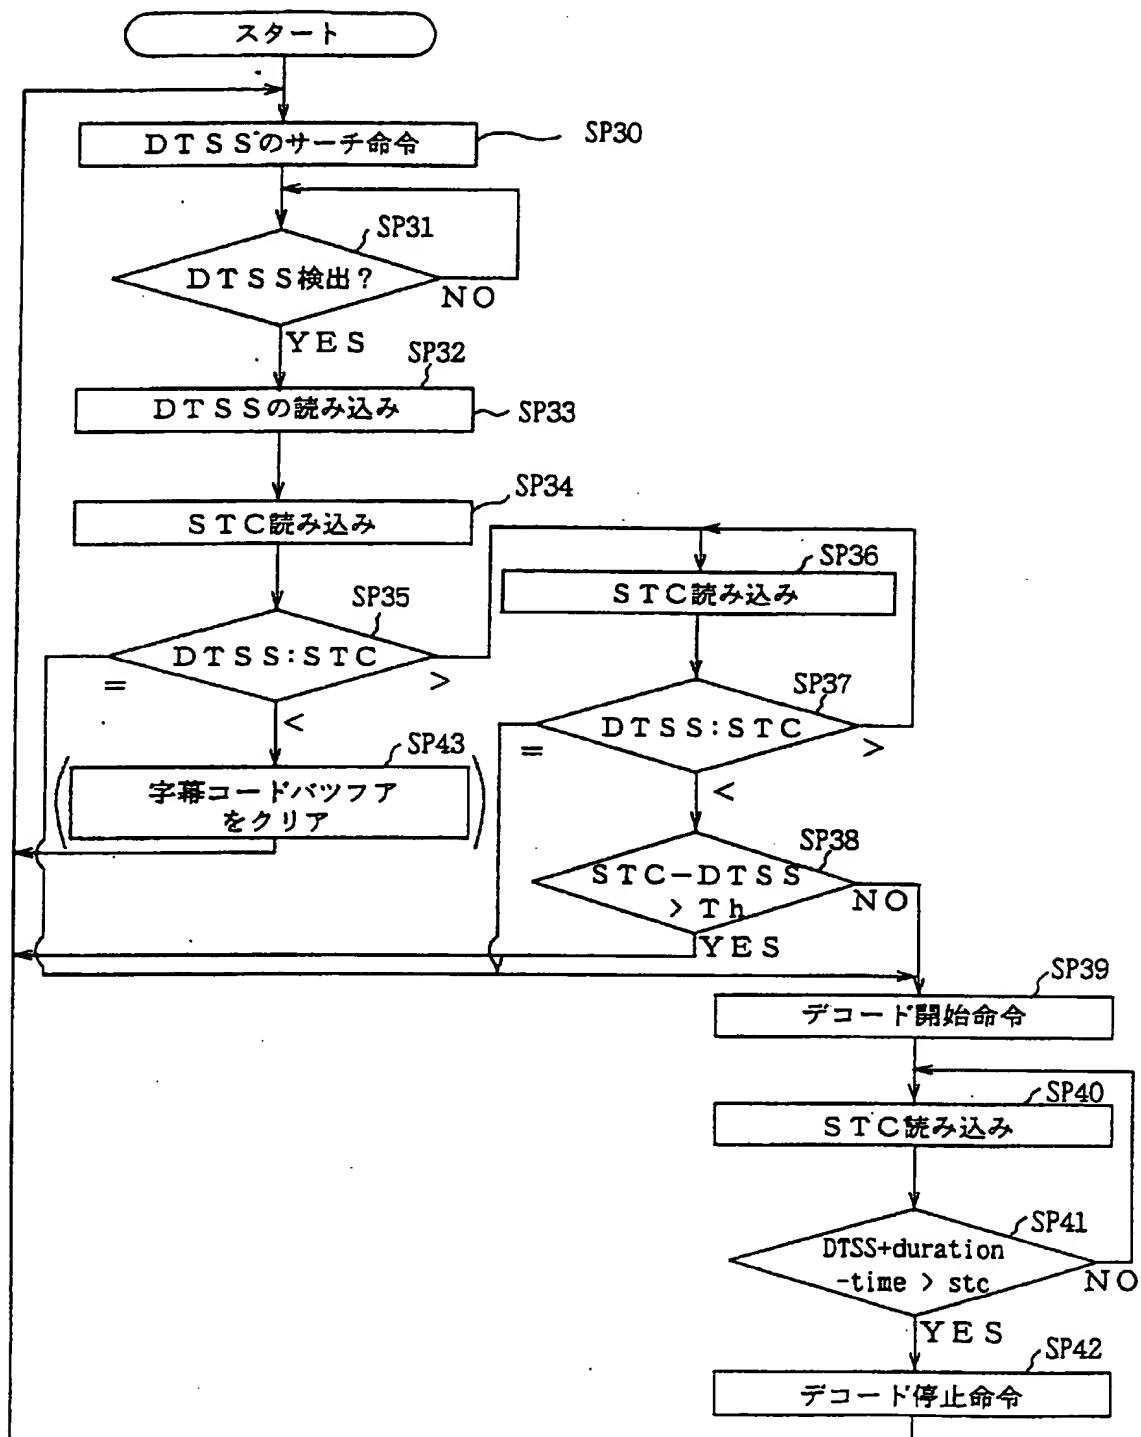 スタート
DTSSのサーチ命令
SP30
SP31
DTSS検出?
NO
YES
SP32
DTSSの読み込み
SP33
SP34
STC読み込み
SP35
DTSS:STC
=
>
<
SP43
字幕コードバツフア
をクリア
SP36
STC読み込み
SP37
DTSS:STC
=
>
<
SP38
STC-DTSS
> Th
NO
YES
SP39
デコード開始命令
SP40
STC読み込み
SP41
DTSS+duration
-time > stc
NO
YES
SP42
デコード停止命令